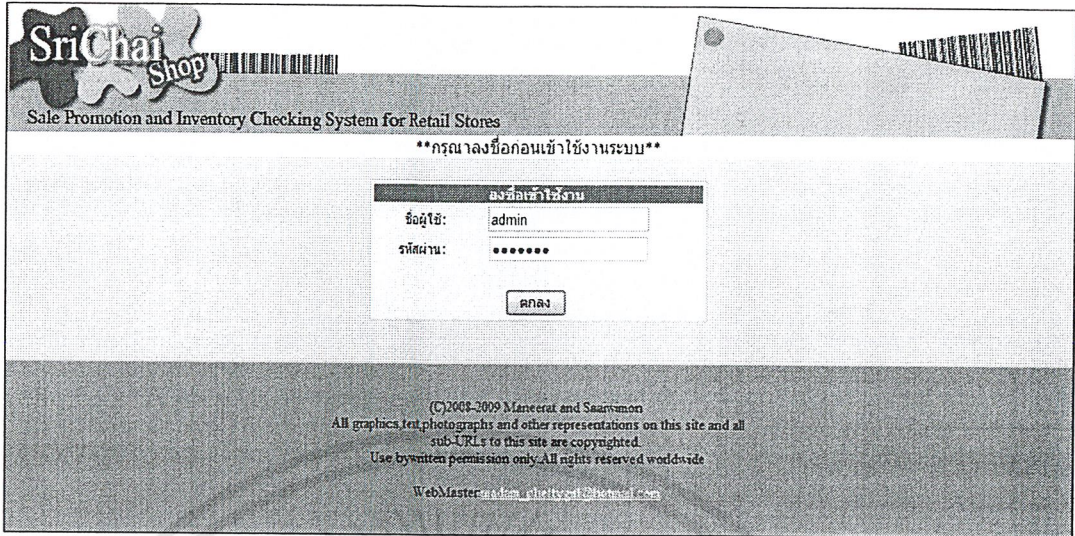 SriChai
Shop
Sale Promotion and Inventory Checking System for Retail Stores
**กรุณาลงชื่อก่อนเข้าใช้งานระบบ**
ลงชื่อเข้าใช้งาน
ชื่อผู้ใช้: admin
รหัสผ่าน: •••••••
ตกลง
(C)2008-2009 Maneerat and
All graphics,text,photographs and other representations on this site and all
sub-URLs to this site are copyrighted.
Use bywritten permission only.All rights reserved worldwide
WebMaster: